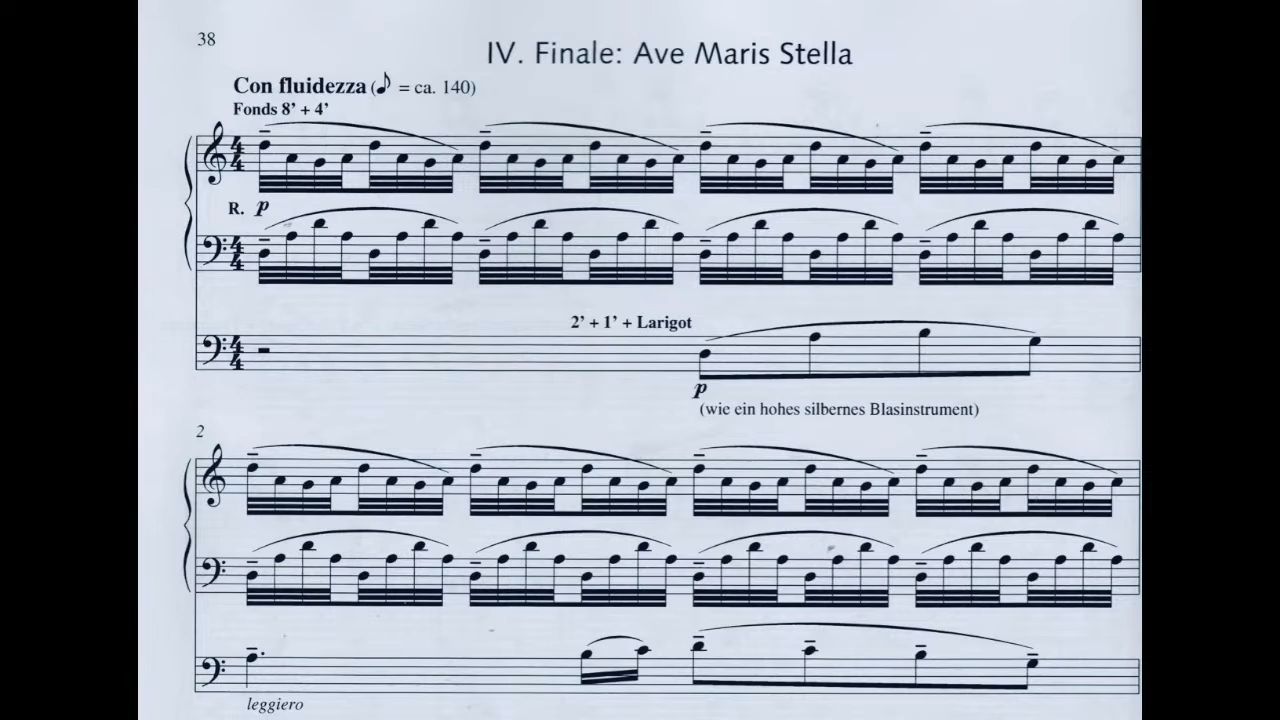 38
IV. Finale: Ave Maris Stella
Con fluidezza (♪ = ca. 140)
Fonds 8’ + 4’
R. p
2’ + 1’ + Larigot
p
(wie ein hohes silbernes Blasinstrument)
2
leggiero